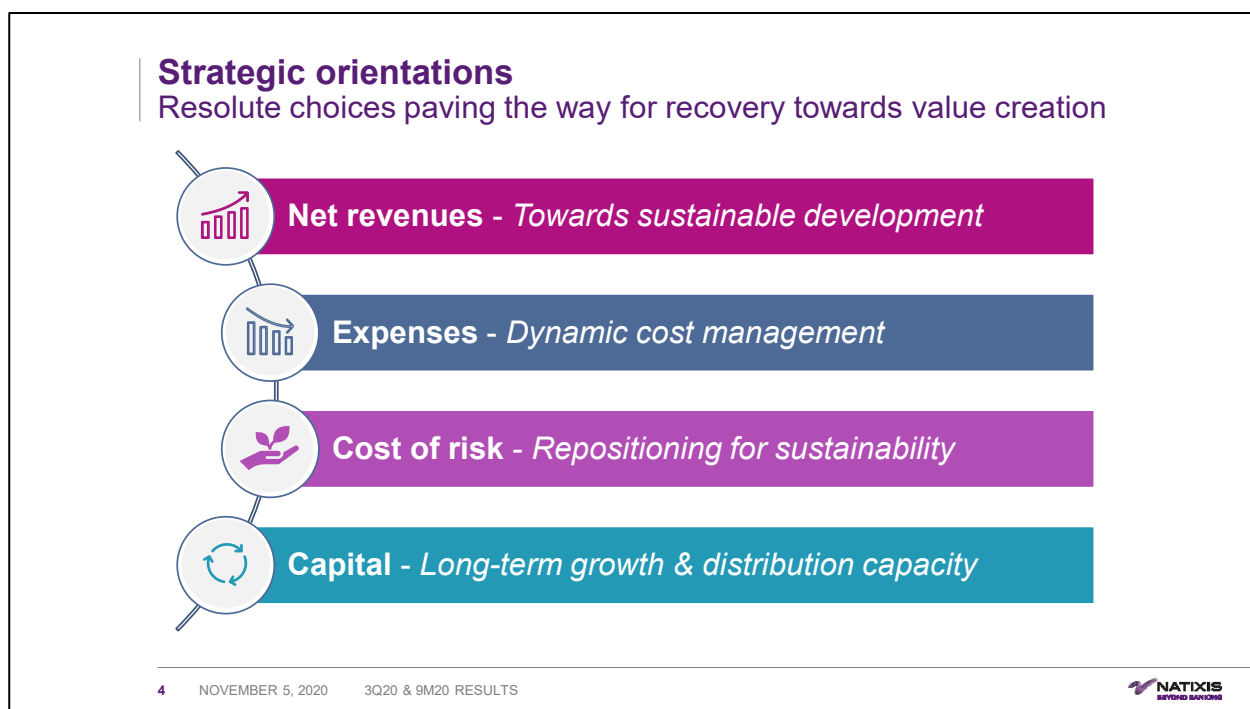 Strategic orientations
Resolute choices paving the way for recovery towards value creation
Net revenues - Towards sustainable development
Expenses - Dynamic cost management
Cost of risk - Repositioning for sustainability
Capital - Long-term growth & distribution capacity
4 NOVEMBER 5, 2020 3Q20 & 9M20 RESULTS
NATIXIS
BEYOND BANKING